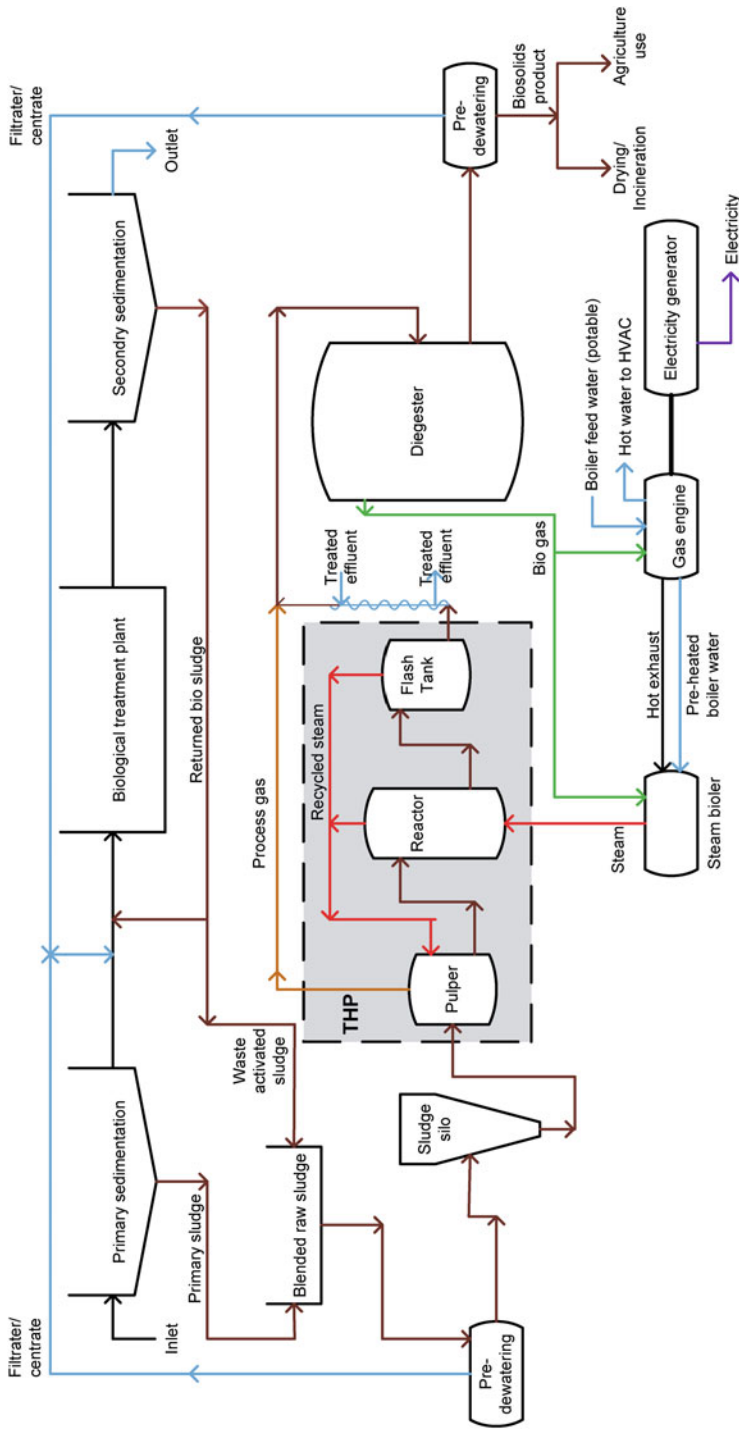 Filtrater/
centrate
Filtrater/
centrate
Inlet
Primary sedimentation
Biological treatment plant
Secondry sedimentation
Outlet
Primary sludge
Returned bio sludge
Waste
activated
sludge
Blended raw sludge
Pre-
dewatering
Sludge
silo
THP
Process gas
Recycled steam
Pulper
Reactor
Flash
Tank
Treated
effluent
Treated
effluent
Diegester
Pre-
dewatering
Biosolids
product
Drying/
Incineration
Agriculture
use
Bio gas
Steam
Steam bioler
Hot exhaust
Pre-heated
boiler water
Gas engine
Boiler feed water (potable)
Hot water to HVAC
Electricity generator
Electricity